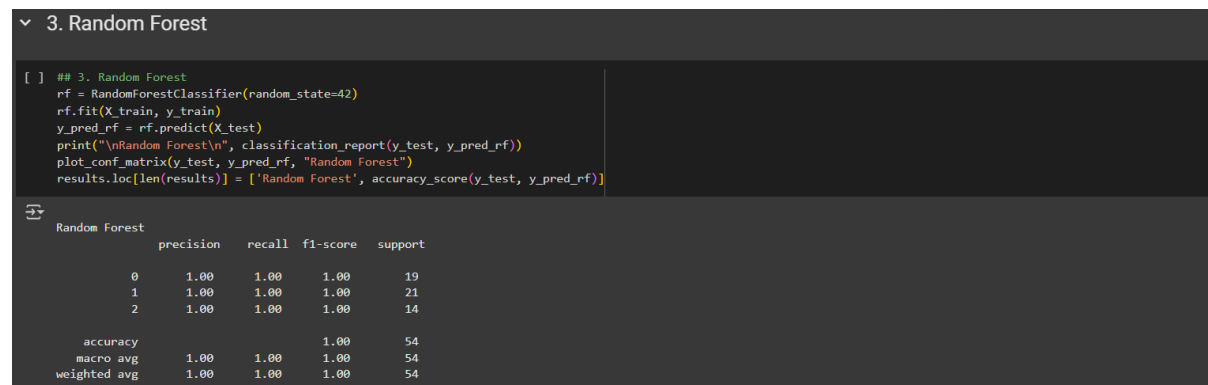 3. Random Forest
[ ] ## 3. Random Forest
rf = RandomForestClassifier(random_state=42)
rf.fit(X_train, y_train)
y_pred_rf = rf.predict(X_test)
print("\nRandom Forest\n", classification_report(y_test, y_pred_rf))
plot_conf_matrix(y_test, y_pred_rf, "Random Forest")
results.loc[len(results)] = ['Random Forest', accuracy_score(y_test, y_pred_rf)]
Random Forest
precision recall f1-score support
0 1.00 1.00 1.00 19
1 1.00 1.00 1.00 21
2 1.00 1.00 1.00 14
accuracy 1.00 54
macro avg 1.00 1.00 1.00 54
weighted avg 1.00 1.00 1.00 54